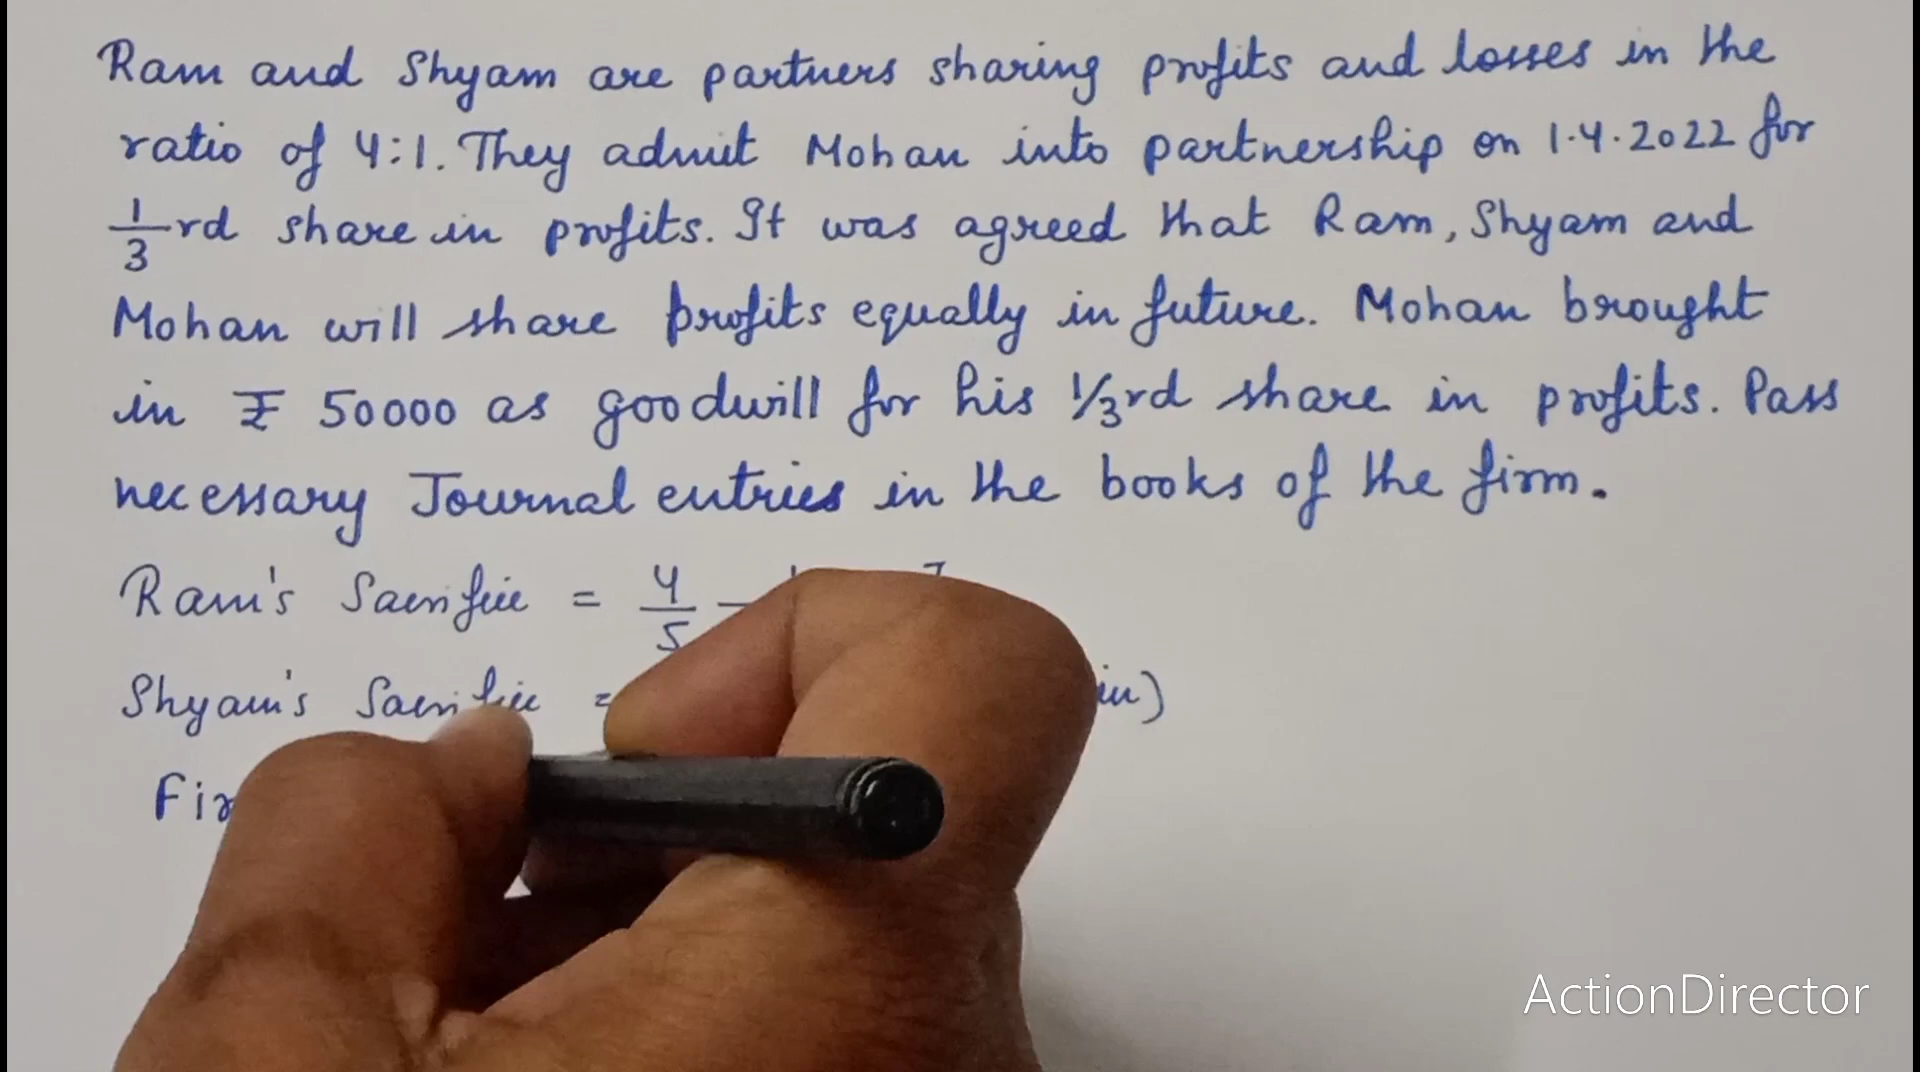 Ram and Shyam are partners sharing profits and losses in the
ratio of 4:1. They admit Mohan into partnership on 1.4.2022 for
1/3 rd share in profits. It was agreed that Ram, Shyam and
Mohan will share profits equally in future. Mohan brought
in ₹ 50000 as goodwill for his 1/3rd share in profits. Pass
necessary Journal entries in the books of the firm.
Ram's Sacrifice = 4/5 -
Shyam's Sacrifice =
ActionDirector